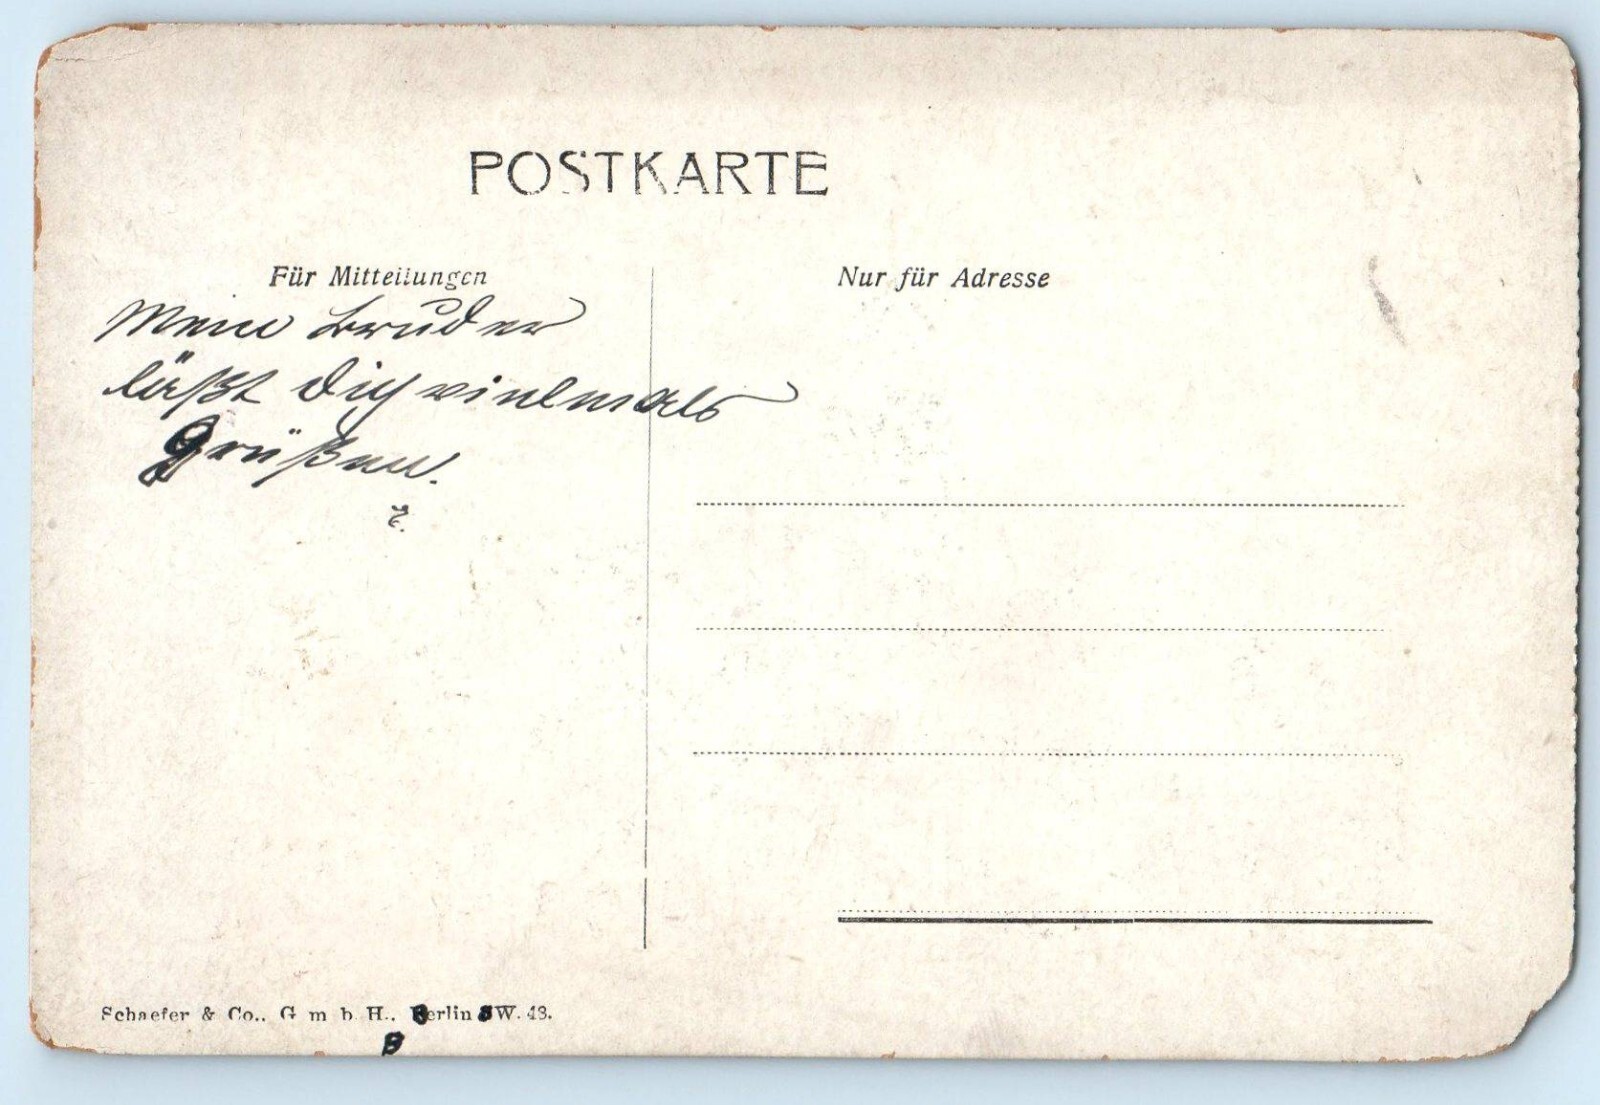 POSTKARTE
Für Mitteilungen
Nur für Adresse
Mein Bruder
läßt Dich vielmals
Grüßen.
Schaefer & Co., G m b H., Berlin SW. 48.